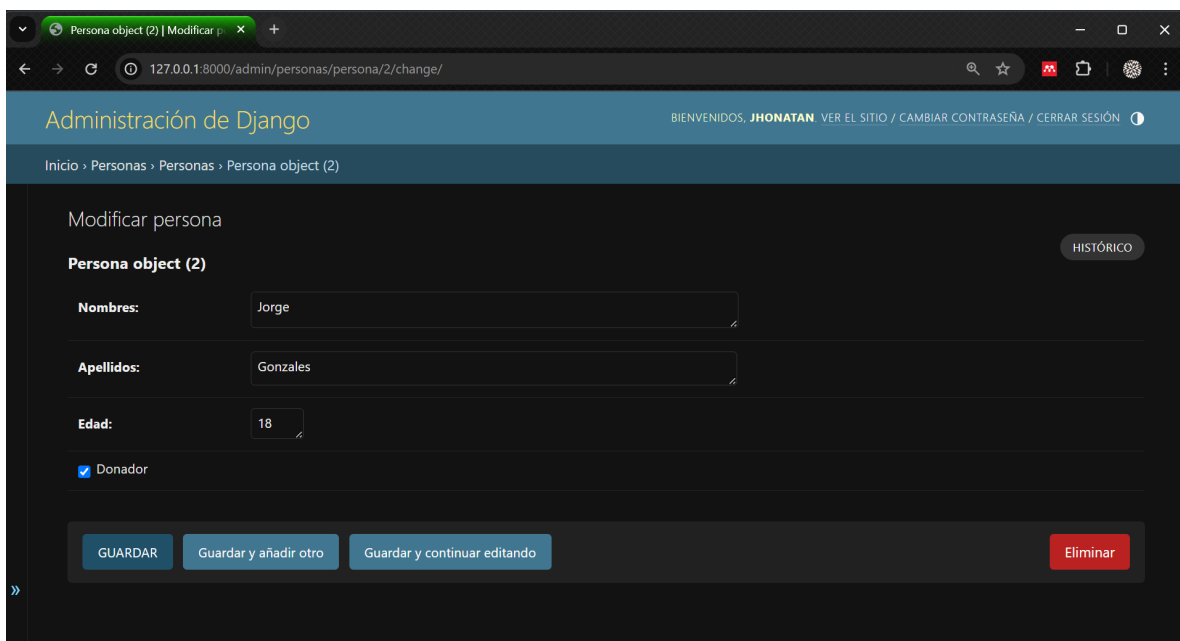 Persona object (2) | Modificar p
127.0.0.1:8000/admin/personas/persona/2/change/
Administración de Django
BIENVENIDOS, JHONATAN. VER EL SITIO / CAMBIAR CONTRASEÑA / CERRAR SESIÓN
Inicio › Personas › Personas › Persona object (2)
Modificar persona
HISTÓRICO
Persona object (2)
Nombres: Jorge
Apellidos: Gonzales
Edad: 18
Donador
GUARDAR Guardar y añadir otro Guardar y continuar editando Eliminar
»